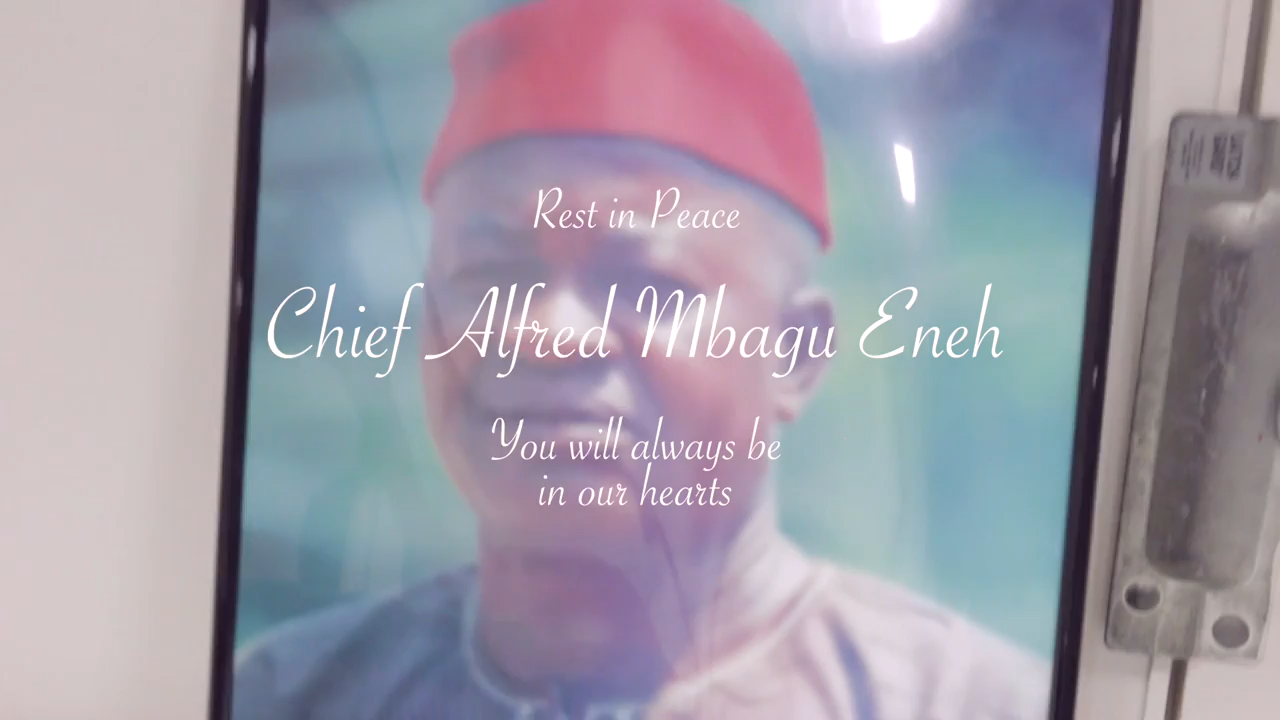 Rest in Peace
Chief Alfred Mbagu Eneh
You will always be
in our hearts